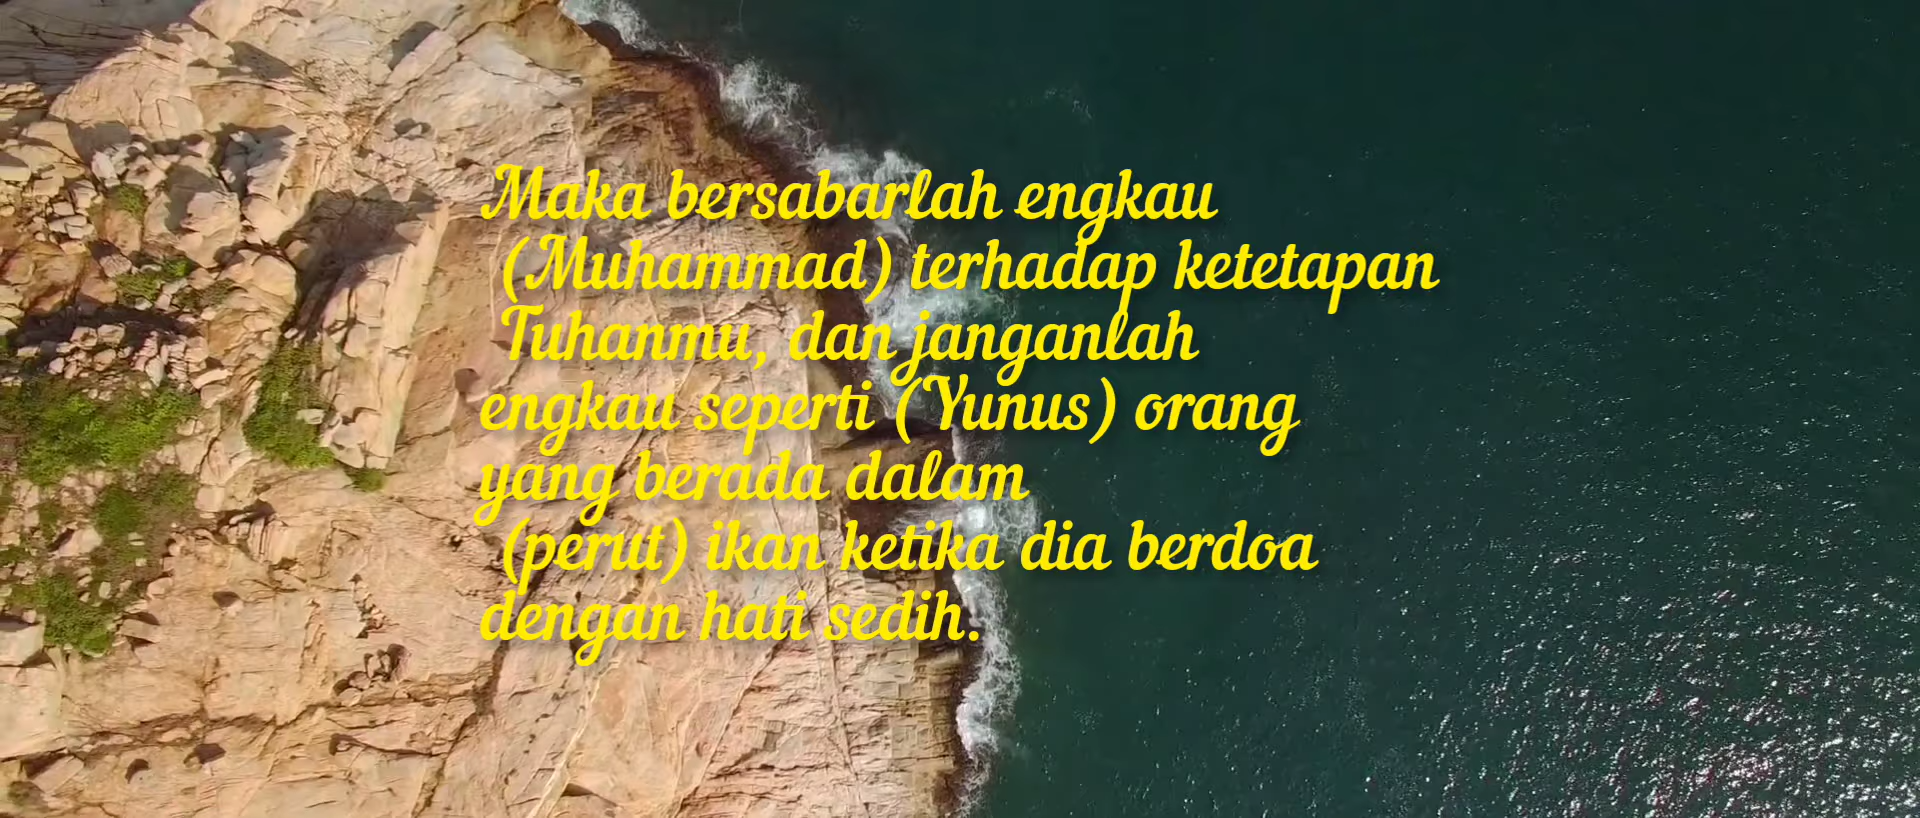 Maka bersabarlah engkau
(Muhammad) terhadap ketetapan
Tuhanmu, dan janganlah
engkau seperti (Yunus) orang
yang berada dalam
(perut) ikan ketika dia berdoa
dengan hati sedih.